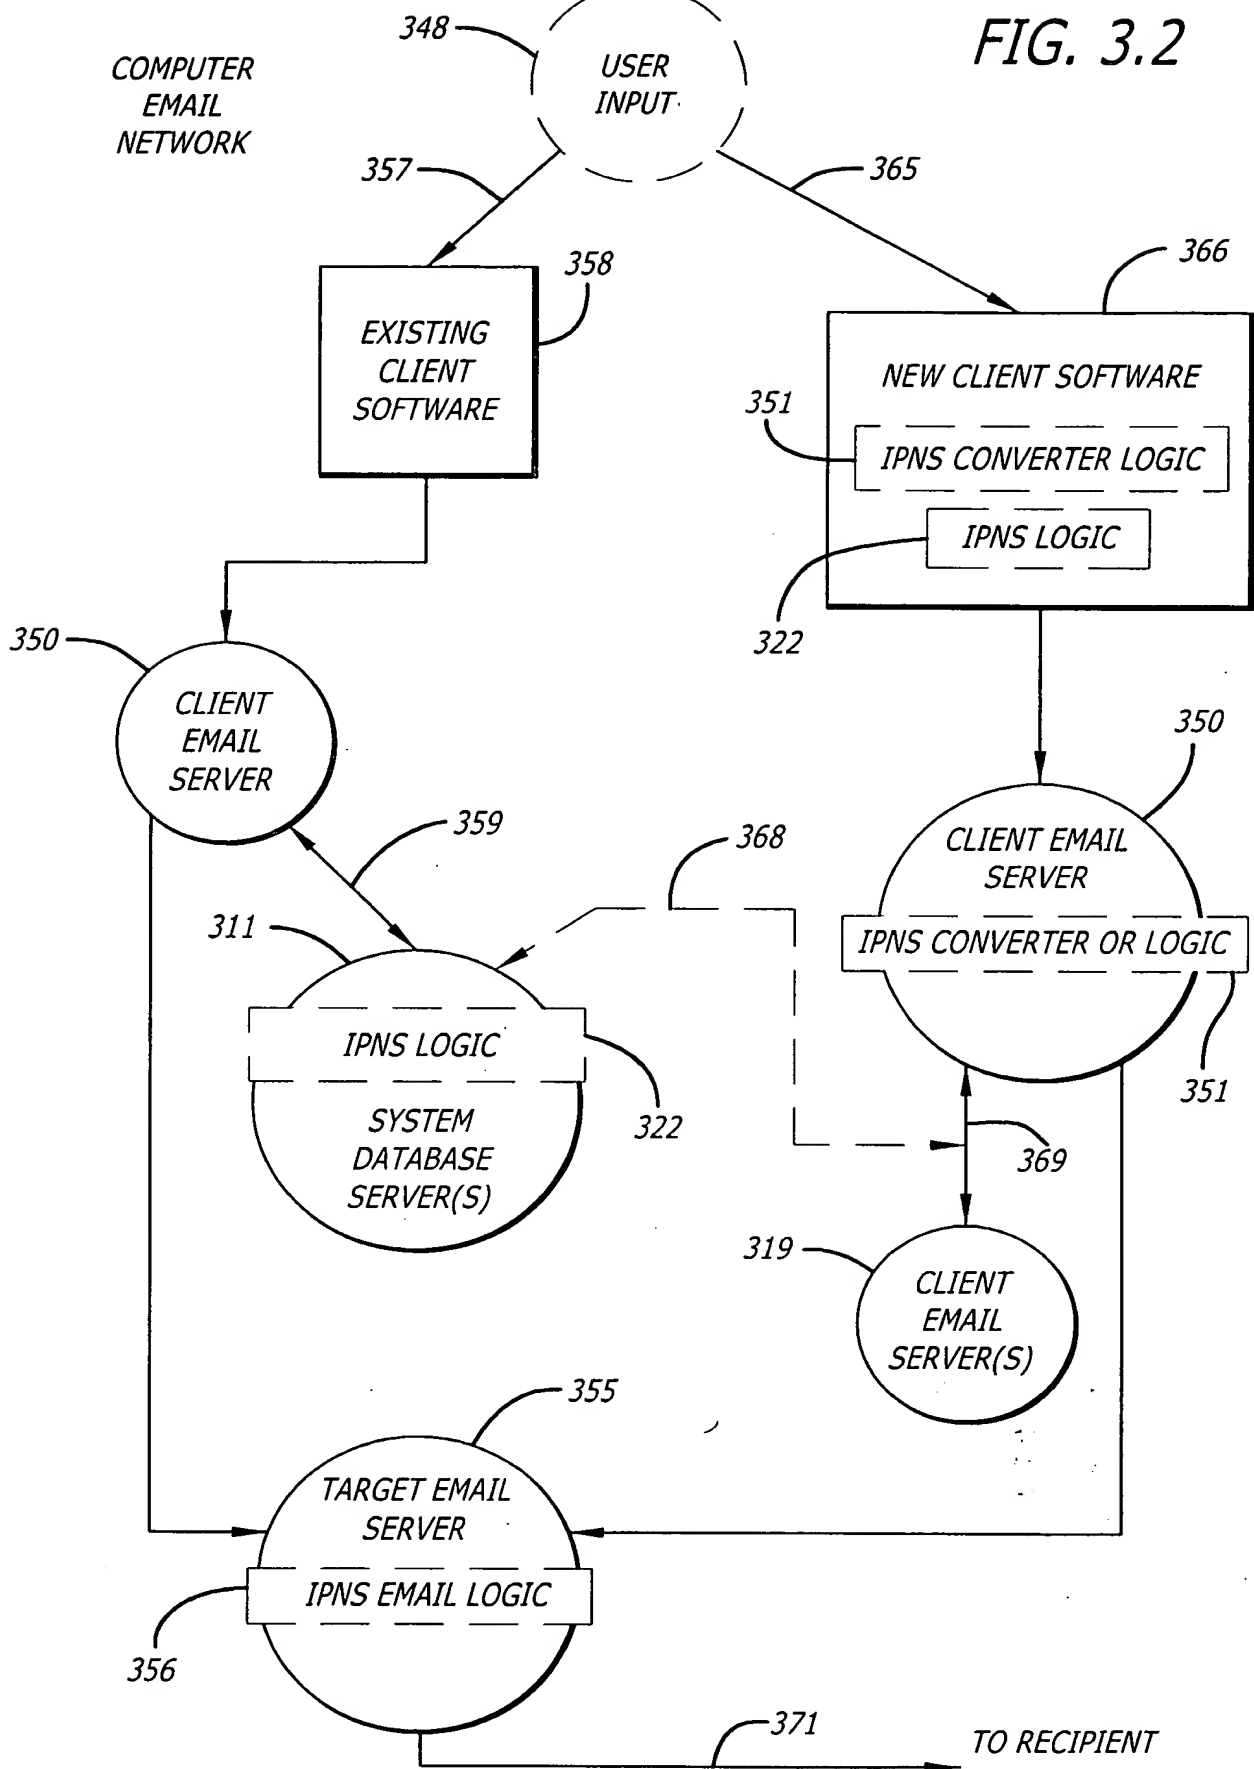 348
USER
INPUT
FIG. 3.2
COMPUTER
EMAIL
NETWORK
357
365
358
366
EXISTING
CLIENT
SOFTWARE
NEW CLIENT SOFTWARE
351
IPNS CONVERTER LOGIC
IPNS LOGIC
322
350
CLIENT
EMAIL
SERVER
350
359
368
CLIENT EMAIL
SERVER
311
IPNS CONVERTER OR LOGIC
IPNS LOGIC
351
322
SYSTEM
DATABASE
SERVER(S)
369
319
CLIENT
EMAIL
SERVER(S)
355
TARGET EMAIL
SERVER
IPNS EMAIL LOGIC
356
371
TO RECIPIENT